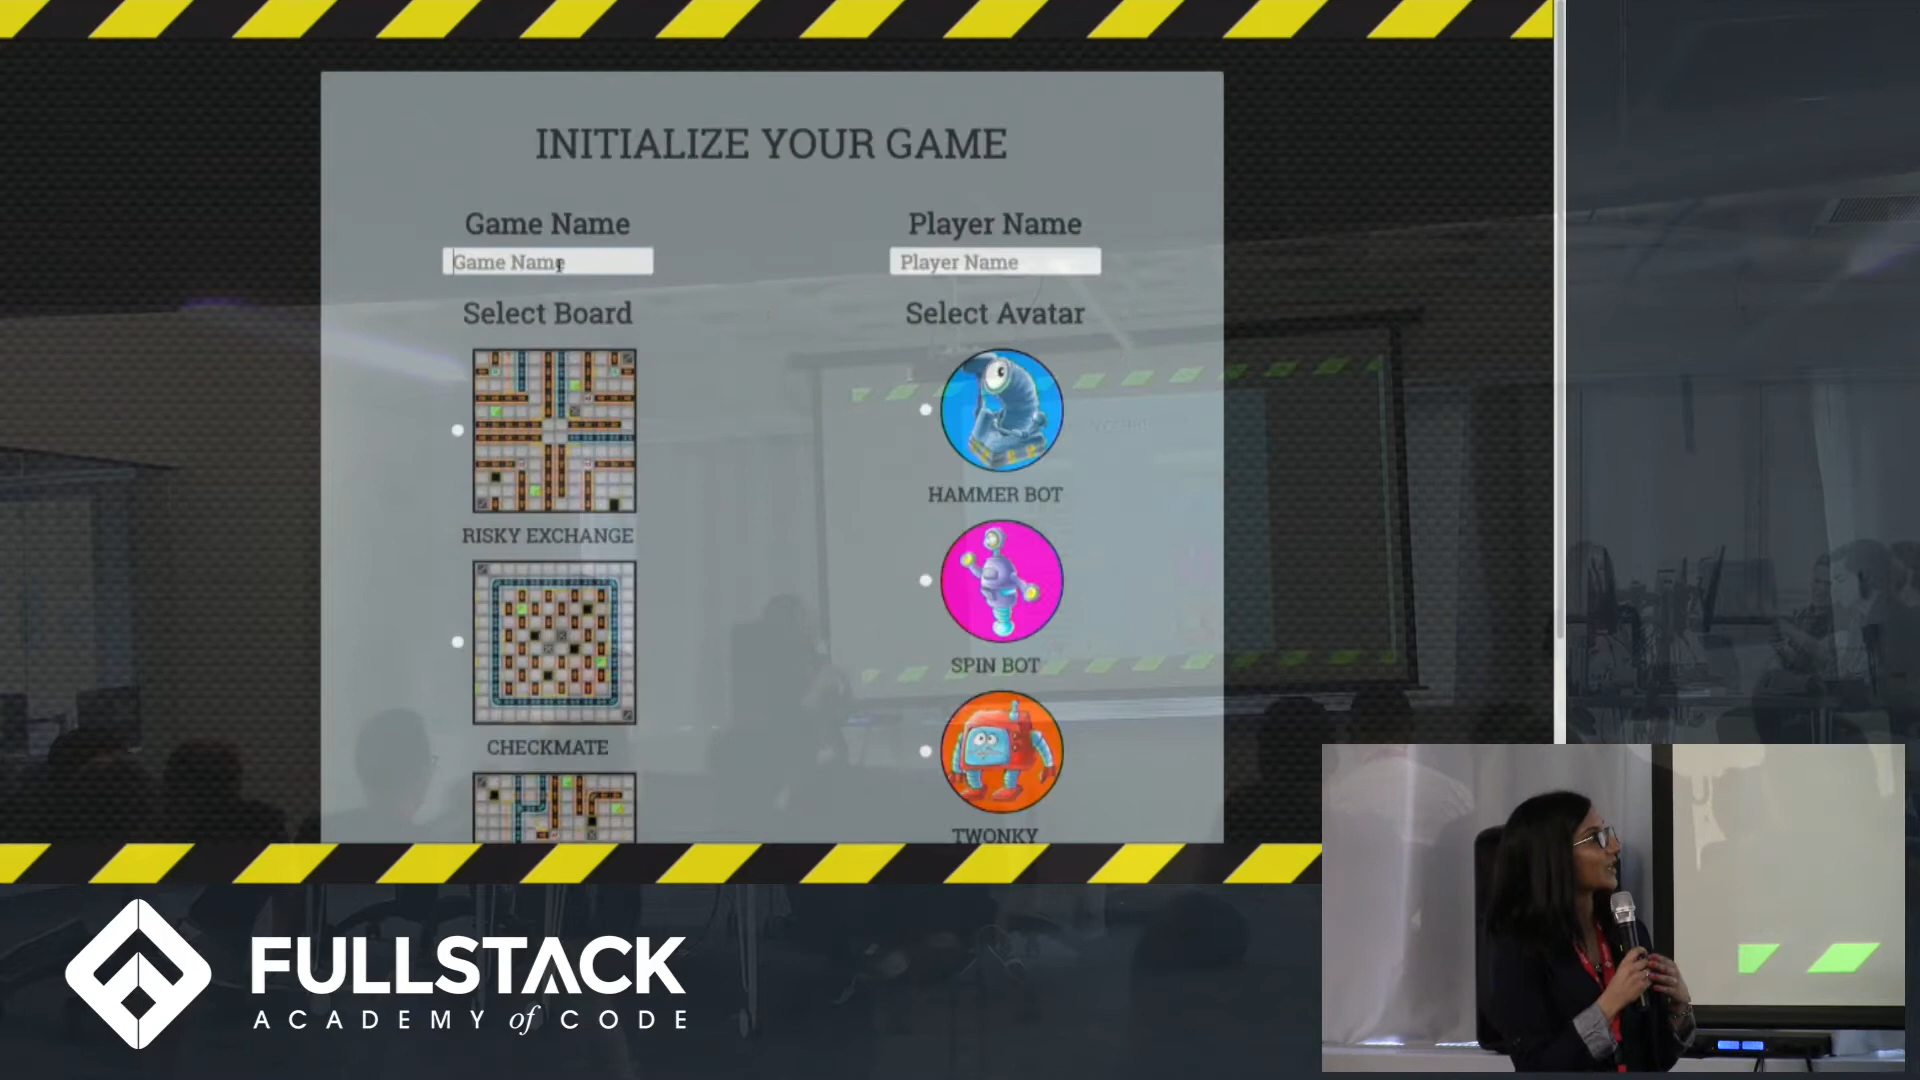 INITIALIZE YOUR GAME
Game Name
Game Name
Select Board
RISKY EXCHANGE
CHECKMATE
Player Name
Player Name
Select Avatar
HAMMER BOT
SPIN BOT
TWONKY
FULLSTACK
ACADEMY of CODE